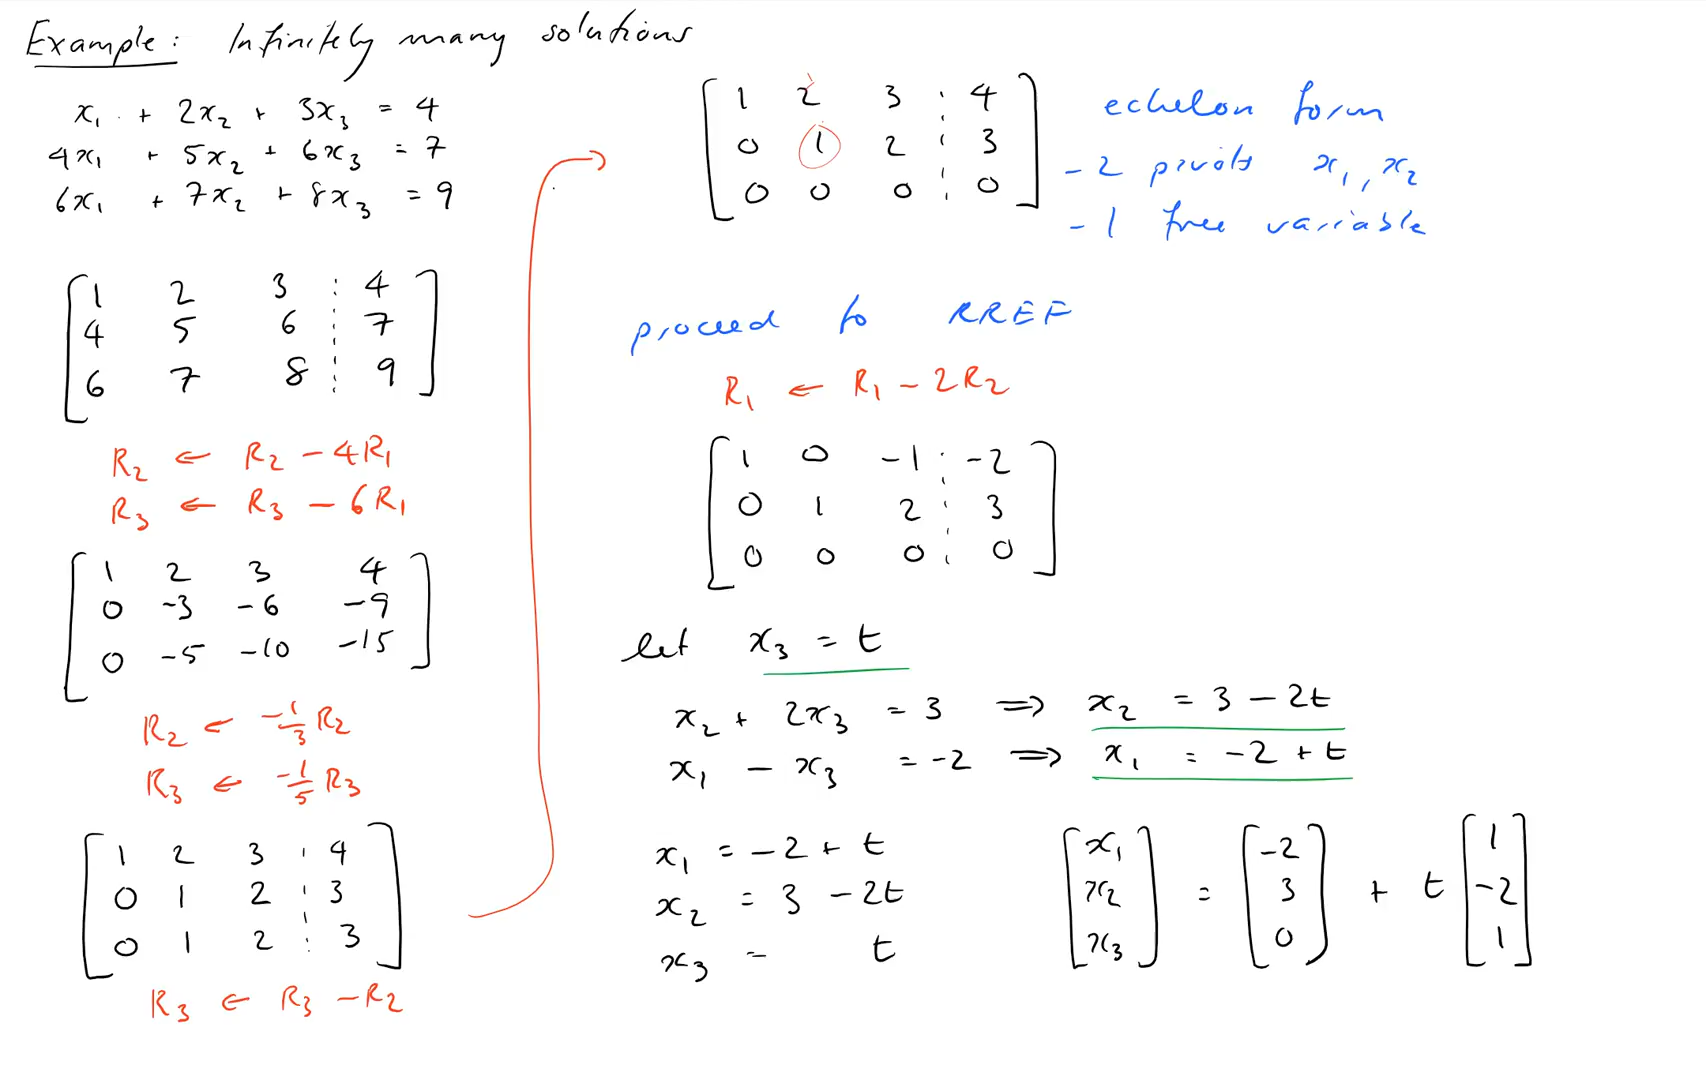 Example: Infinitely many solutions
x₁ + 2x₂ + 3x₃ = 4
4x₁ + 5x₂ + 6x₃ = 7
6x₁ + 7x₂ + 8x₃ = 9
1 2 3 4
4 5 6 7
6 7 8 9
R₂ ← R₂ - 4R₁
R₃ ← R₃ - 6R₁
1 2 3 4
0 -3 -6 -9
0 -5 -10 -15
R₂ ← -1/3 R₂
R₃ ← -1/5 R₃
1 2 3 4
0 1 2 3
0 1 2 3
R₃ ← R₃ - R₂
1 2 3 4
0 1 2 3
0 0 0 0
echelon form
- 2 pivots x₁, x₂
- 1 free variable
proceed to RREF
R₁ ← R₁ - 2R₂
1 0 -1 -2
0 1 2 3
0 0 0 0
let x₃ = t
x₂ + 2x₃ = 3 ⟹ x₂ = 3 - 2t
x₁ - x₃ = -2 ⟹ x₁ = -2 + t
x₁ = -2 + t
x₂ = 3 - 2t
x₃ = t
x₁ -2 1
x₂ = 3 + t -2
x₃ 0 1